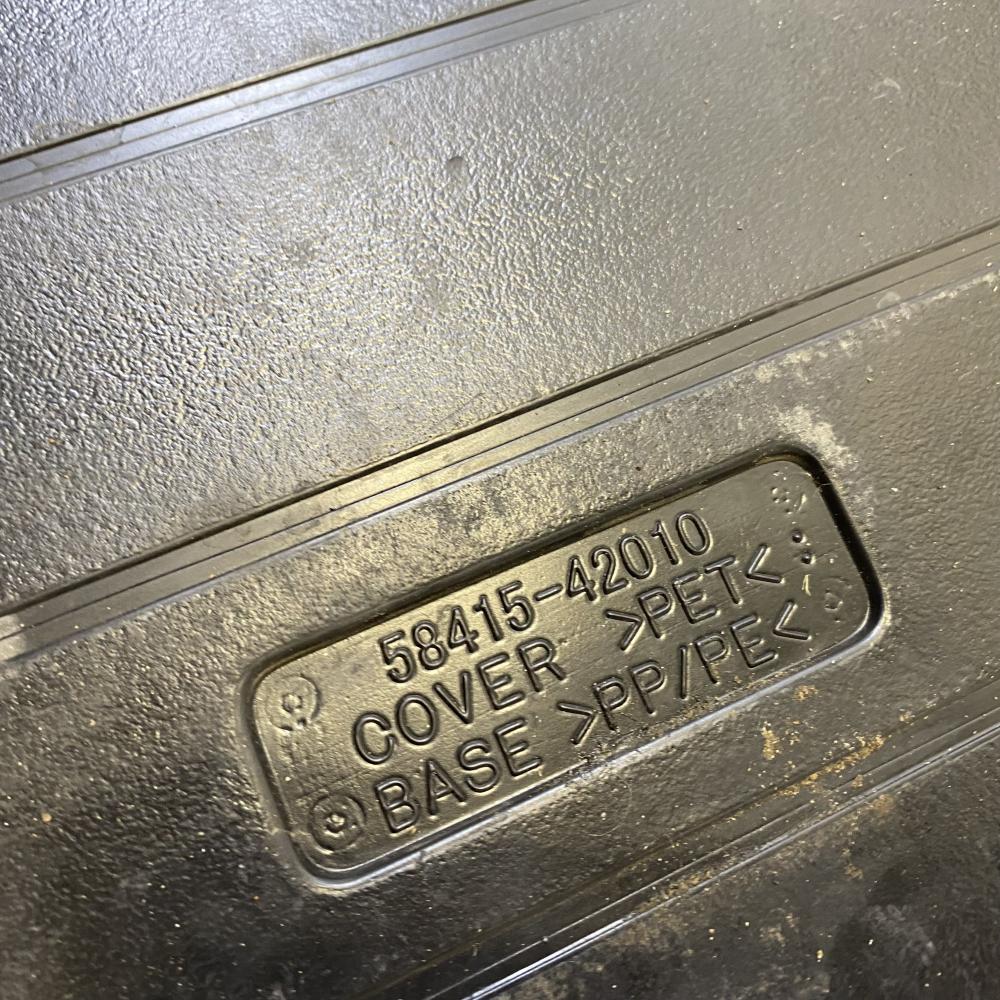 58415-42010
COVER >PET<
BASE >PP/PE<